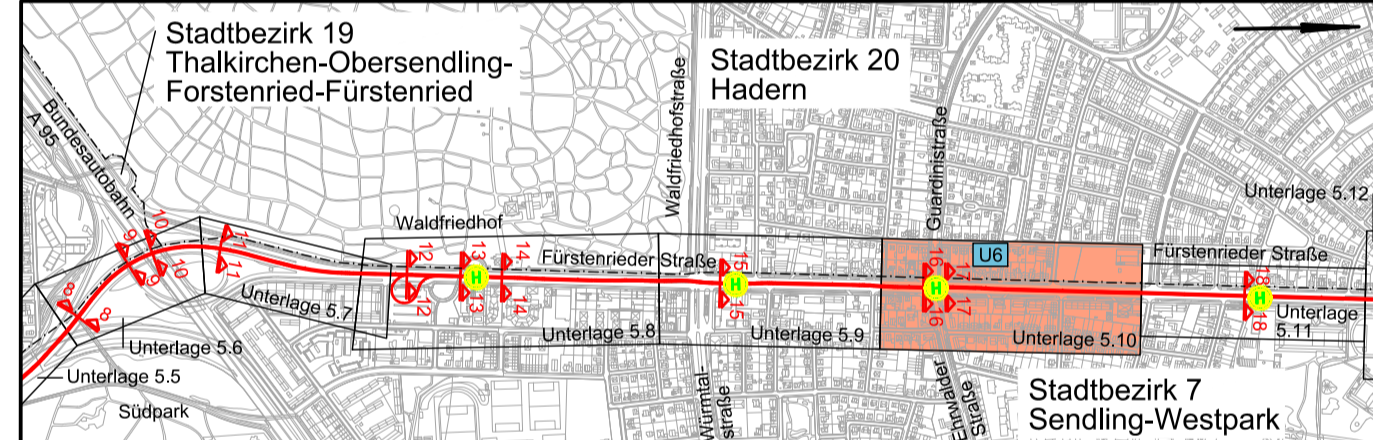 Stadtbezirk 19
Thalkirchen-Obersendling-
Forstenried-Fürstenried
Stadtbezirk 20
Hadern
Bundesautobahn
A 95
Waldfriedhofstraße
Guardinistraße
Unterlage 5.12
Waldfriedhof
Fürstenrieder Straße
U6
Fürstenrieder Straße
8
8
9
9
10
10
11
11
12
12
13
H
13
14
14
15
H
15
16
H
16
17
17
18
H
18
Unterlage 5.7
Unterlage 5.8
Unterlage 5.9
Unterlage 5.10
Unterlage
5.11
Unterlage 5.6
Unterlage 5.5
Südpark
Würmtal-
straße
Ehrwalder
Straße
Stadtbezirk 7
Sendling-Westpark